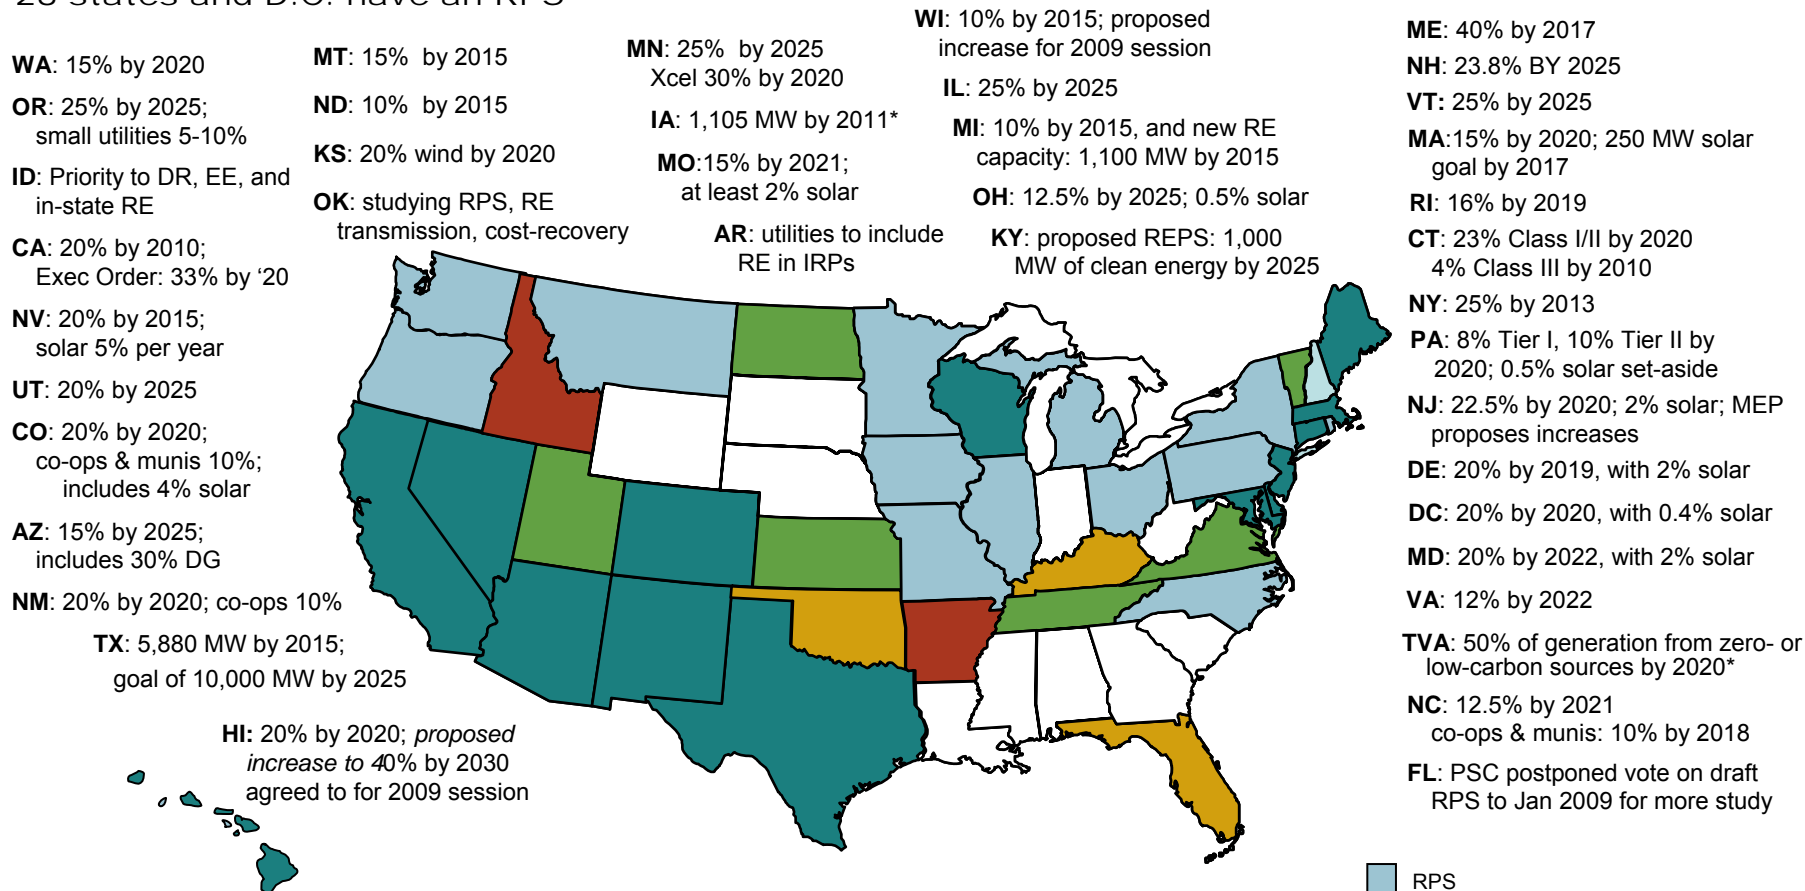 28 states and D.C. have an RPS
WA: 15% by 2020
OR: 25% by 2025;
small utilities 5-10%
ID: Priority to DR, EE, and
in-state RE
CA: 20% by 2010;
Exec Order: 33% by ‘20
NV: 20% by 2015;
solar 5% per year
UT: 20% by 2025
CO: 20% by 2020;
co-ops & munis 10%;
includes 4% solar
AZ: 15% by 2025;
includes 30% DG
NM: 20% by 2020; co-ops 10%
TX: 5,880 MW by 2015;
goal of 10,000 MW by 2025
HI: 20% by 2020; proposed
increase to 40% by 2030
agreed to for 2009 session
MT: 15% by 2015
ND: 10% by 2015
KS: 20% wind by 2020
OK: studying RPS, RE
transmission, cost-recovery
MN: 25% by 2025
Xcel 30% by 2020
IA: 1,105 MW by 2011*
MO:15% by 2021;
at least 2% solar
AR: utilities to include
RE in IRPs
WI: 10% by 2015; proposed
increase for 2009 session
IL: 25% by 2025
MI: 10% by 2015, and new RE
capacity: 1,100 MW by 2015
OH: 12.5% by 2025; 0.5% solar
KY: proposed REPS: 1,000
MW of clean energy by 2025
ME: 40% by 2017
NH: 23.8% BY 2025
VT: 25% by 2025
MA:15% by 2020; 250 MW solar
goal by 2017
RI: 16% by 2019
CT: 23% Class I/II by 2020
4% Class III by 2010
NY: 25% by 2013
PA: 8% Tier I, 10% Tier II by
2020; 0.5% solar set-aside
NJ: 22.5% by 2020; 2% solar; MEP
proposes increases
DE: 20% by 2019, with 2% solar
DC: 20% by 2020, with 0.4% solar
MD: 20% by 2022, with 2% solar
VA: 12% by 2022
TVA: 50% of generation from zero- or
low-carbon sources by 2020*
NC: 12.5% by 2021
co-ops & munis: 10% by 2018
FL: PSC postponed vote on draft
RPS to Jan 2009 for more study
RPS